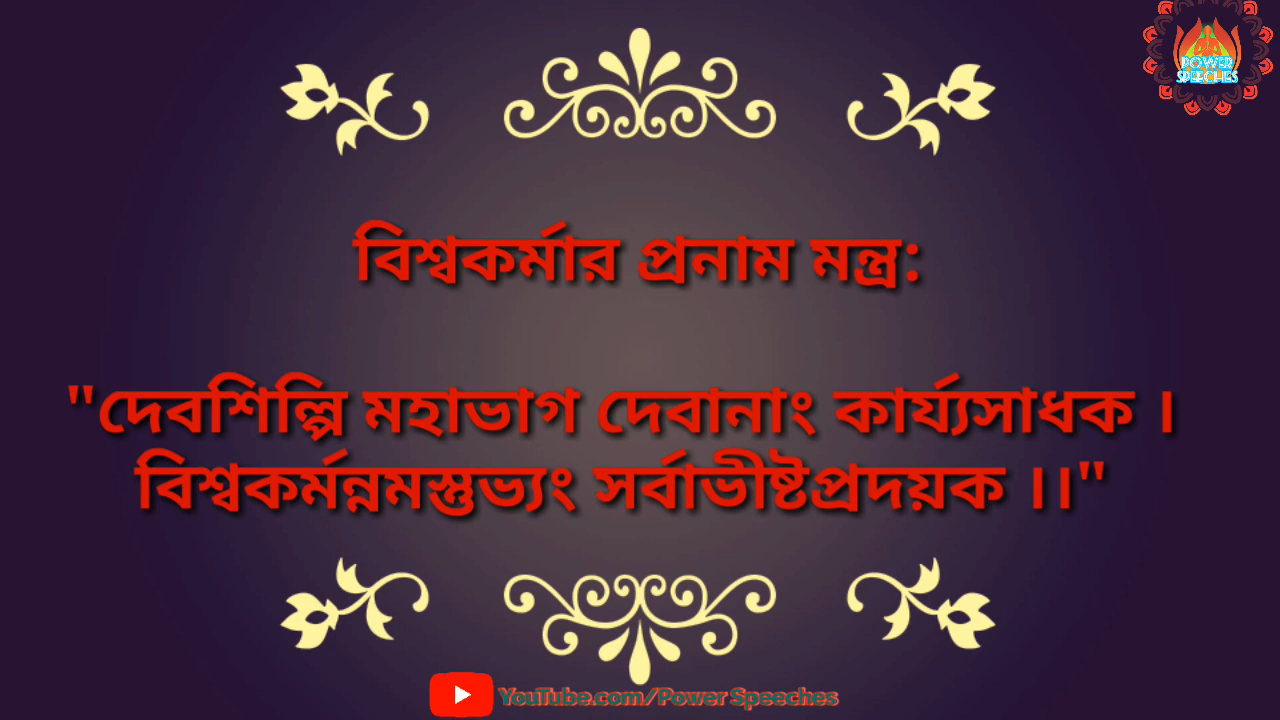 POWER
SPEECHES
বিশ্বকর্মার প্রনাম মন্ত্র:
"দেবশিল্পি মহাভাগ দেবানাং কার্য্যসাধক ।
বিশ্বকর্মন্নমস্তুভ্যং সর্বাভীষ্টপ্রদয়ক ।।"
YouTube.com/Power Speeches